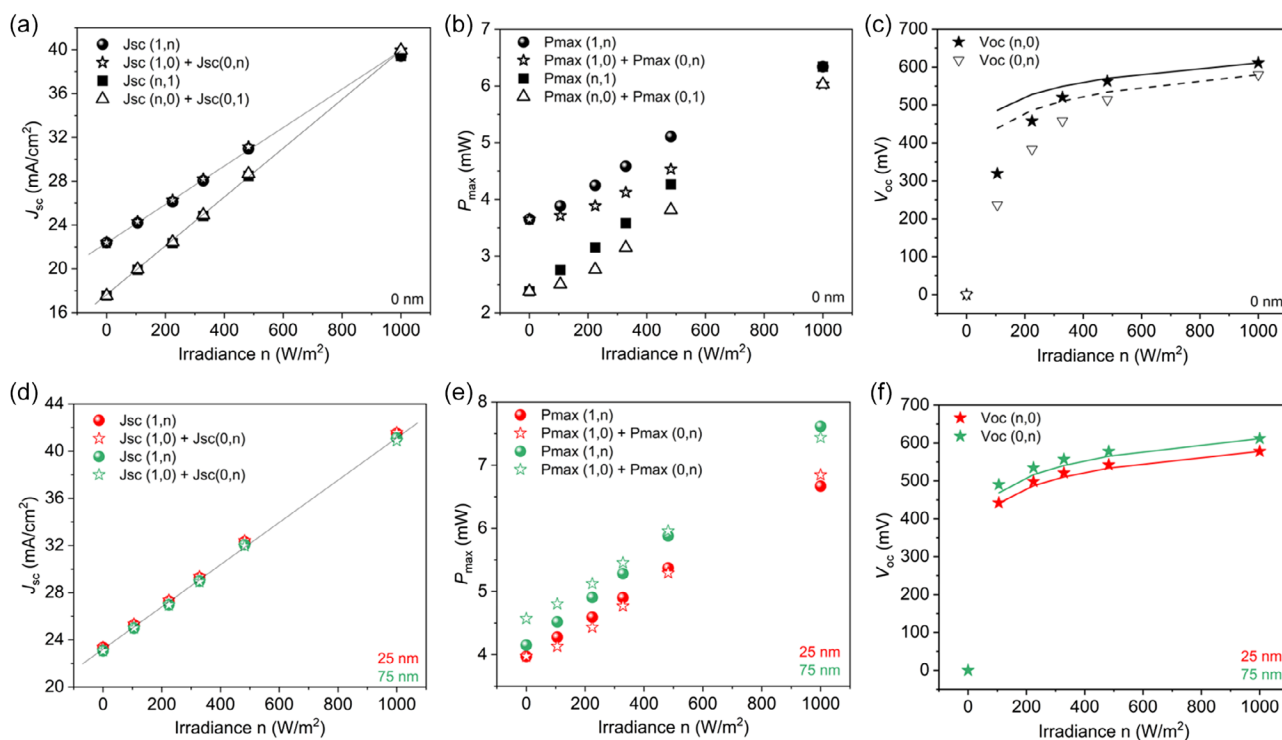 (a)
40
36
32
28
24
20
16
Jsc (mA/cm²)
Jsc (1,n)
Jsc (1,0) + Jsc(0,n)
Jsc (n,1)
Jsc (n,0) + Jsc(0,1)
0 nm
0 200 400 600 800 1000
Irradiance n (W/m²)
(b)
7
6
5
4
3
2
Pmax (mW)
Pmax (1,n)
Pmax (1,0) + Pmax (0,n)
Pmax (n,1)
Pmax (n,0) + Pmax (0,1)
0 nm
0 200 400 600 800 1000
Irradiance n (W/m²)
(c)
700
600
500
400
300
200
100
0
Voc (mV)
Voc (n,0)
Voc (0,n)
0 nm
0 200 400 600 800 1000
Irradiance n (W/m²)
(d)
44
40
36
32
28
24
20
Jsc (mA/cm²)
Jsc (1,n)
Jsc (1,0) + Jsc(0,n)
Jsc (1,n)
Jsc (1,0) + Jsc(0,n)
25 nm
75 nm
0 200 400 600 800 1000
Irradiance n (W/m²)
(e)
8
7
6
5
4
Pmax (mW)
Pmax (1,n)
Pmax (1,0) + Pmax (0,n)
Pmax (1,n)
Pmax (1,0) + Pmax (0,n)
25 nm
75 nm
0 200 400 600 800 1000
Irradiance n (W/m²)
(f)
700
600
500
400
300
200
100
0
Voc (mV)
Voc (n,0)
Voc (0,n)
25 nm
75 nm
0 200 400 600 800 1000
Irradiance n (W/m²)